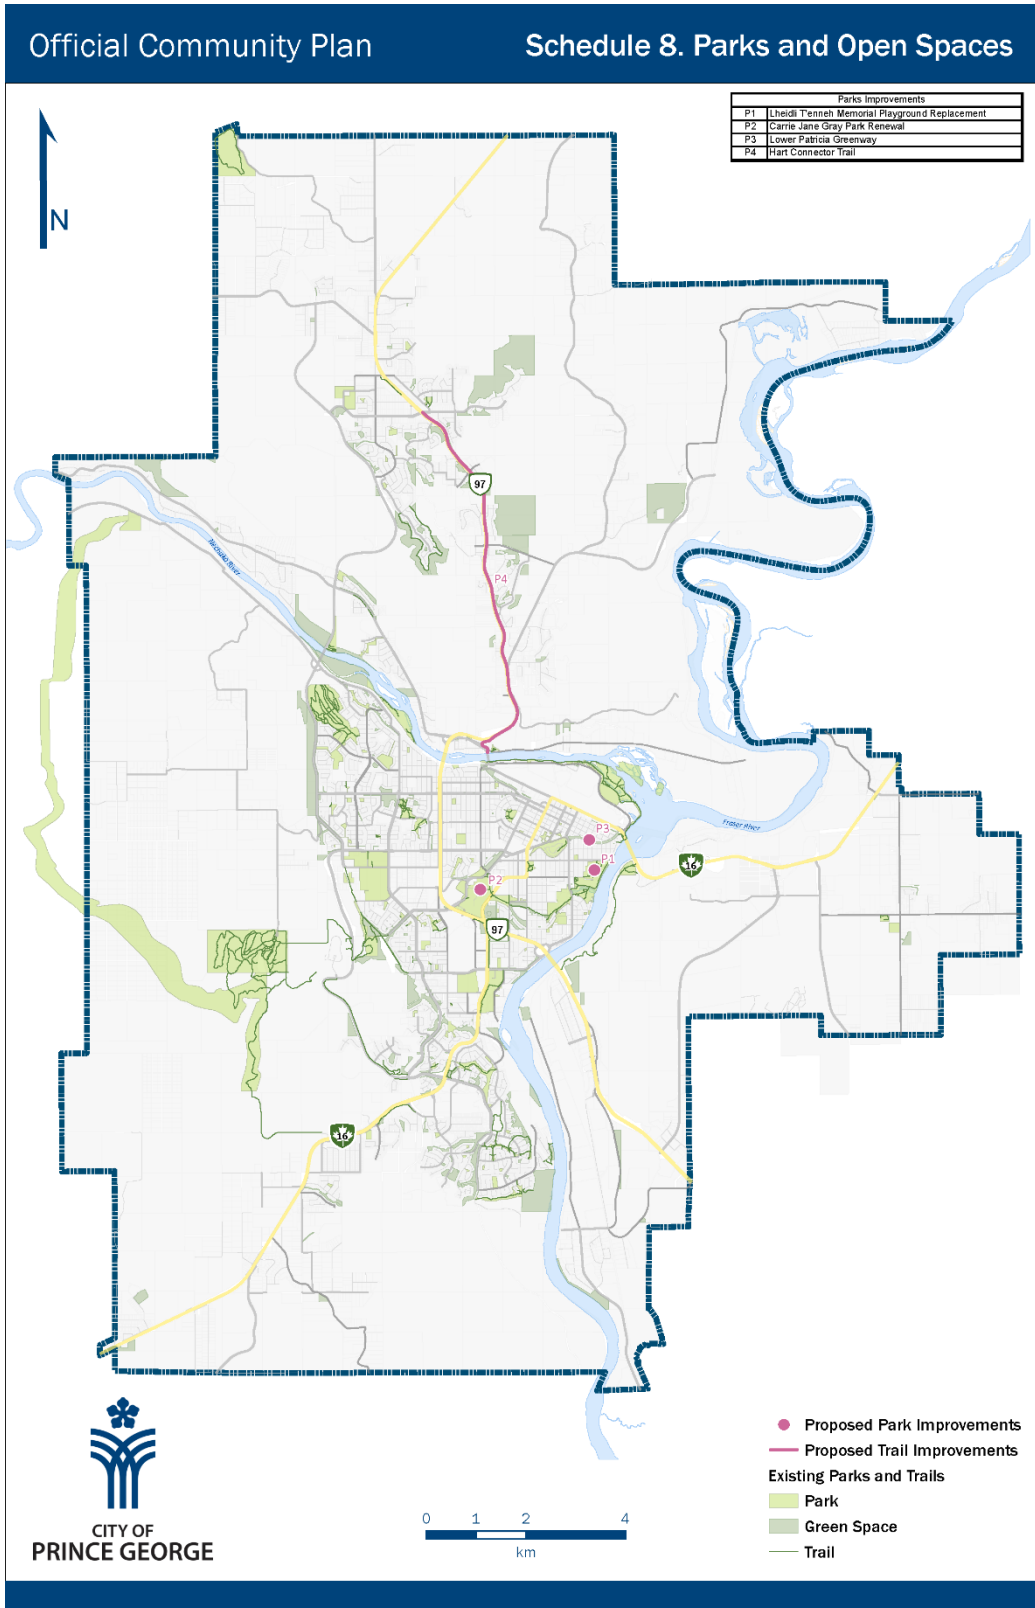 Official Community Plan
Schedule 8. Parks and Open Spaces
Parks Improvements
P1 Lheidli T'enneh Memorial Playground Replacement
P2 Carrie Jane Gray Park Renewal
P3 Lower Patricia Greenway
P4 Hart Connector Trail
N
97
Nechako River
P4
P3
Fraser River
P1
16
P2
97
16
Proposed Park Improvements
Proposed Trail Improvements
Existing Parks and Trails
Park
Green Space
Trail
0 1 2 4
km
CITY OF
PRINCE GEORGE